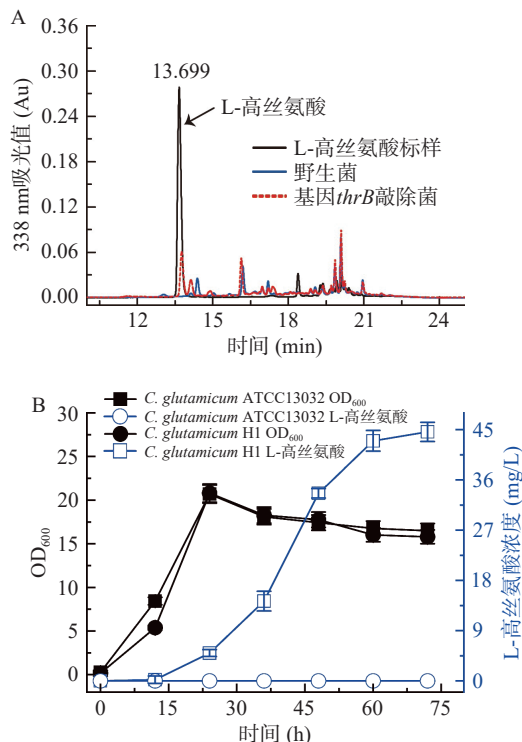 A
338 nm吸光值 (Au)
0.36
0.30
0.24
0.18
0.12
0.06
0.00
13.699
L-高丝氨酸
L-高丝氨酸标样
野生菌
基因thrB敲除菌
12 15 18 21 24
时间 (min)
B
C. glutamicum ATCC13032 OD600
C. glutamicum ATCC13032 L-高丝氨酸
C. glutamicum H1 OD600
C. glutamicum H1 L-高丝氨酸
OD600
30
25
20
15
10
5
0
45
36
27
18
9
0
L-高丝氨酸浓度 (mg/L)
0 15 30 45 60 75
时间 (h)